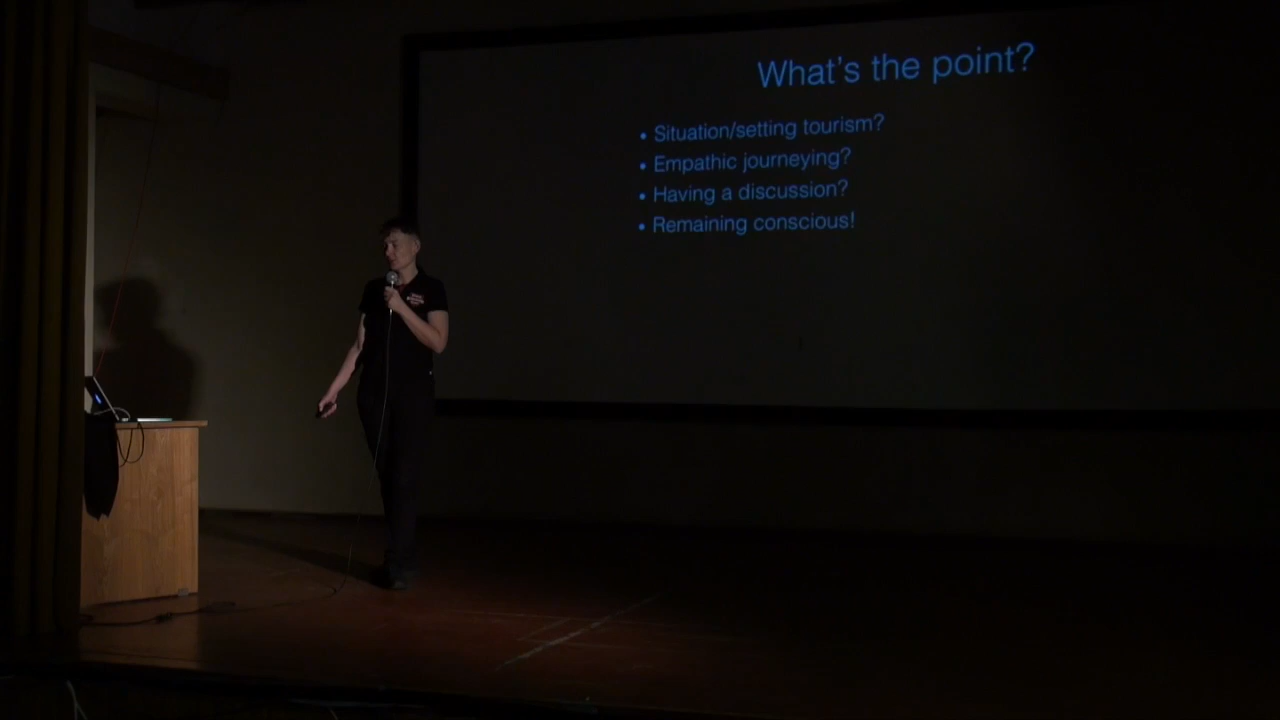 What's the point?
• Situation/setting tourism?
• Empathic journeying?
• Having a discussion?
• Remaining conscious!